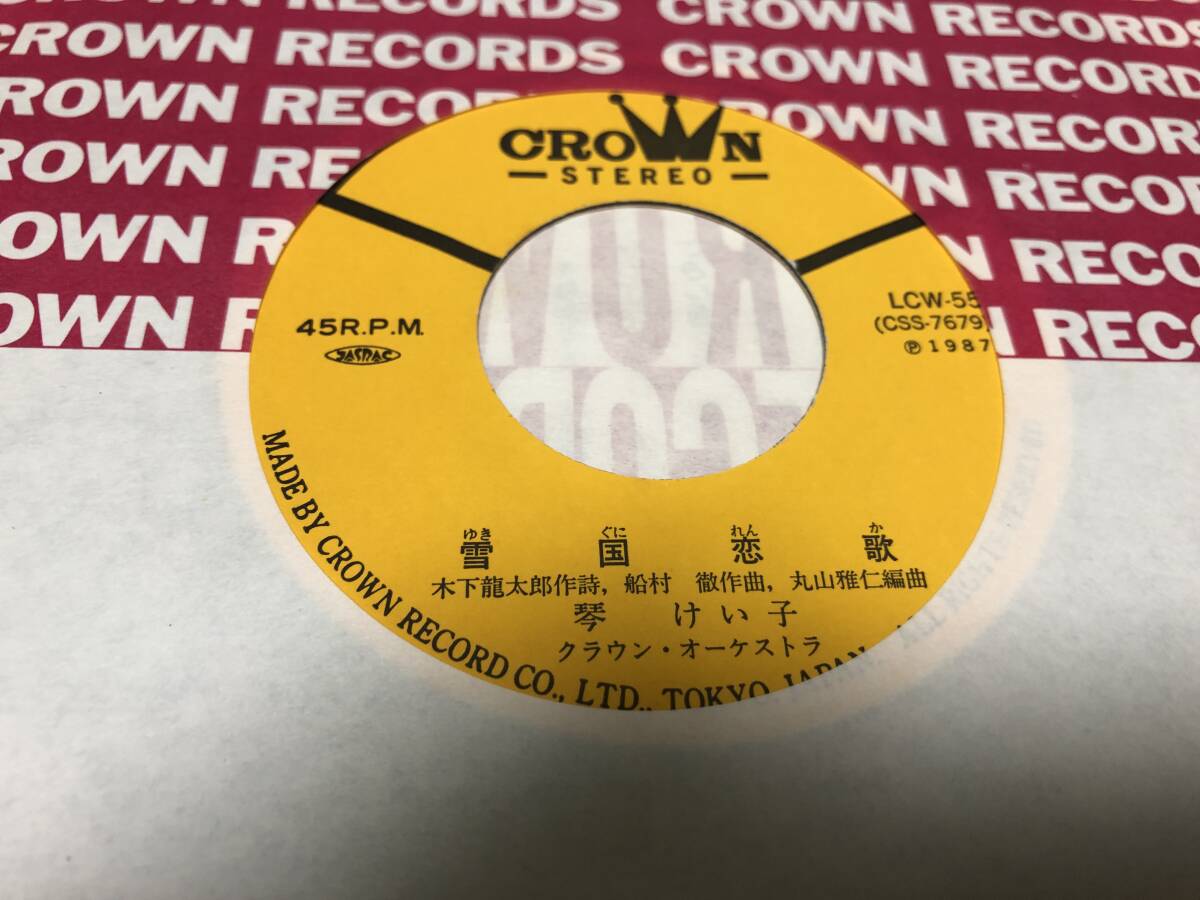 RECORDS CROWN RECORDS
CROWN RECORDS CROWN RECORDS
CROWN RECORDS CROWN RECORD
CROWN RECORDS
CROWN
STEREO
45R.P.M.
JASRAC
LCW-55
(CSS-7679)
Ⓟ1987
ゆき ぐに れん か
雪国恋歌
木下龍太郎作詩, 船村 徹作曲, 丸山雅仁編曲
琴 けい子
クラウン・オーケストラ
MADE BY CROWN RECORD CO., LTD., TOKYO JAPAN